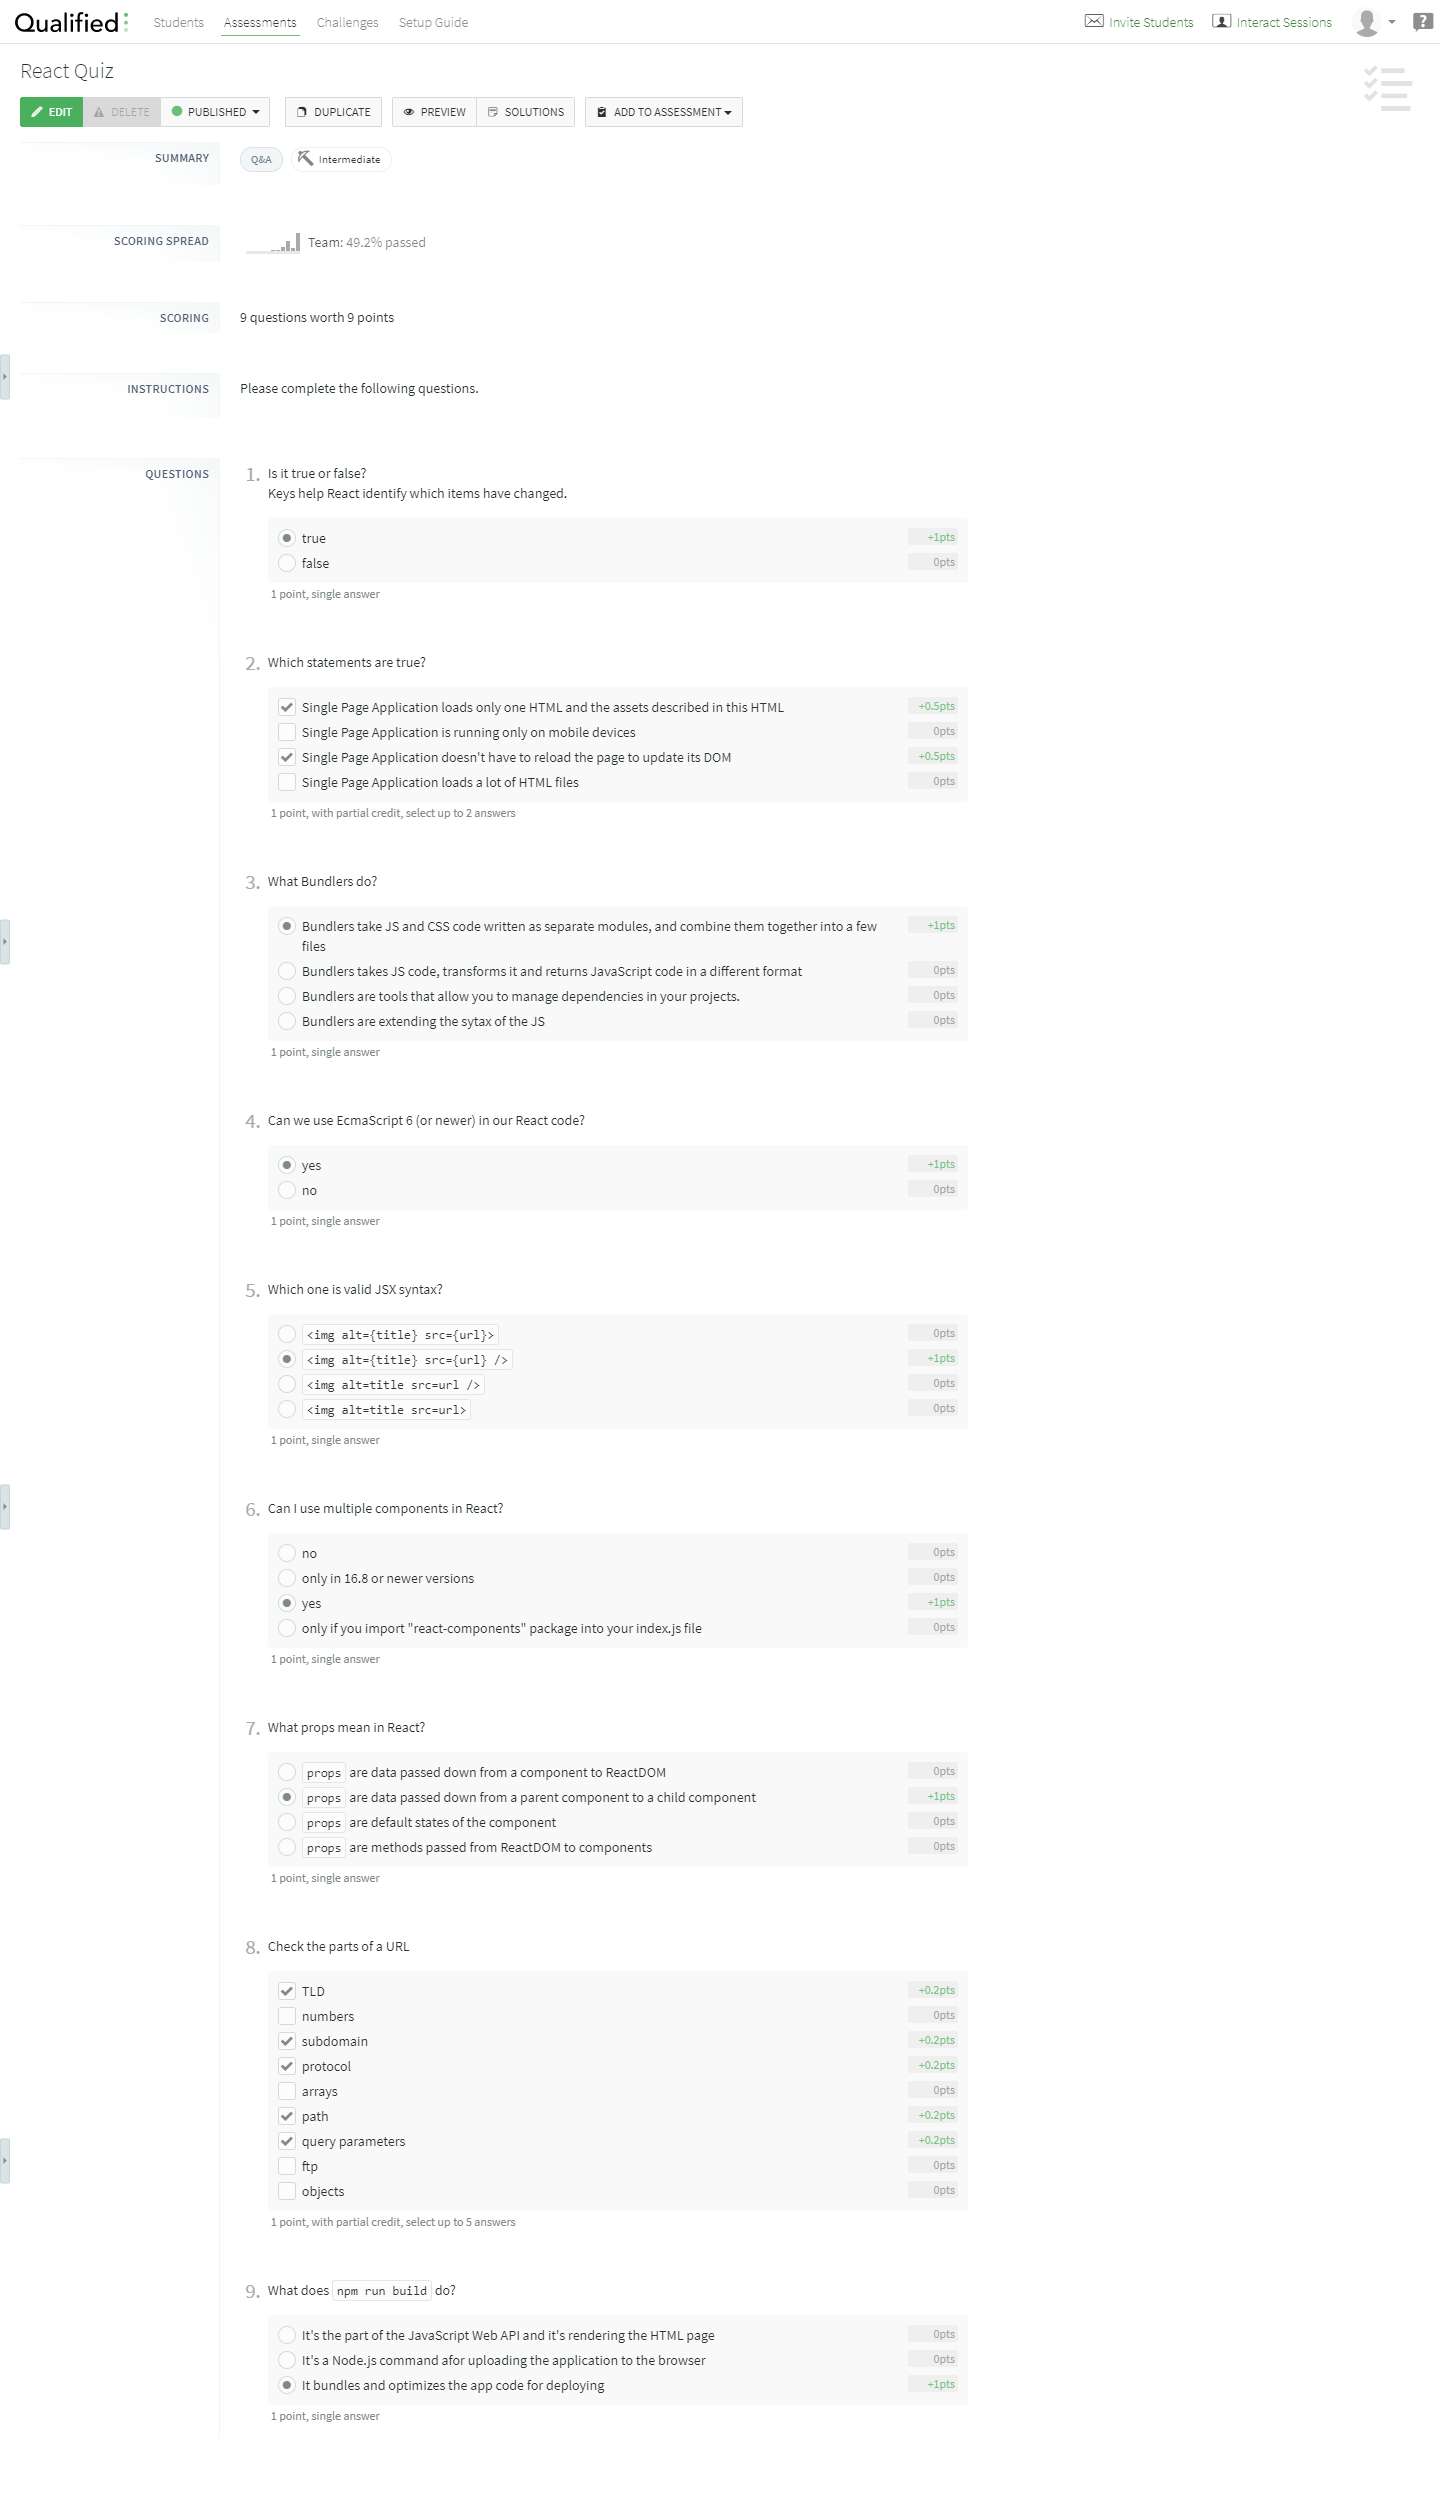 Qualified Students Assessments Challenges Setup Guide Invite Students Interact Sessions
React Quiz
EDIT DELETE PUBLISHED DUPLICATE PREVIEW SOLUTIONS ADD TO ASSESSMENT
SUMMARY Q&A Intermediate
SCORING SPREAD Team: 49.2% passed
SCORING 9 questions worth 9 points
INSTRUCTIONS Please complete the following questions.
QUESTIONS 1. Is it true or false?
Keys help React identify which items have changed.
true +1pts
false 0pts
1 point, single answer
2. Which statements are true?
Single Page Application loads only one HTML and the assets described in this HTML +0.5pts
Single Page Application is running only on mobile devices 0pts
Single Page Application doesn't have to reload the page to update its DOM +0.5pts
Single Page Application loads a lot of HTML files 0pts
1 point, with partial credit, select up to 2 answers
3. What Bundlers do?
Bundlers take JS and CSS code written as separate modules, and combine them together into a few +1pts
files
Bundlers takes JS code, transforms it and returns JavaScript code in a different format 0pts
Bundlers are tools that allow you to manage dependencies in your projects. 0pts
Bundlers are extending the sytax of the JS 0pts
1 point, single answer
4. Can we use EcmaScript 6 (or newer) in our React code?
yes +1pts
no 0pts
1 point, single answer
5. Which one is valid JSX syntax?
<img alt={title} src={url}> 0pts
<img alt={title} src={url} /> +1pts
<img alt=title src=url /> 0pts
<img alt=title src=url> 0pts
1 point, single answer
6. Can I use multiple components in React?
no 0pts
only in 16.8 or newer versions 0pts
yes +1pts
only if you import "react-components" package into your index.js file 0pts
1 point, single answer
7. What props mean in React?
props are data passed down from a component to ReactDOM 0pts
props are data passed down from a parent component to a child component +1pts
props are default states of the component 0pts
props are methods passed from ReactDOM to components 0pts
1 point, single answer
8. Check the parts of a URL
TLD +0.2pts
numbers 0pts
subdomain +0.2pts
protocol +0.2pts
arrays 0pts
path +0.2pts
query parameters +0.2pts
ftp 0pts
objects 0pts
1 point, with partial credit, select up to 5 answers
9. What does npm run build do?
It's the part of the JavaScript Web API and it's rendering the HTML page 0pts
It's a Node.js command afor uploading the application to the browser 0pts
It bundles and optimizes the app code for deploying +1pts
1 point, single answer